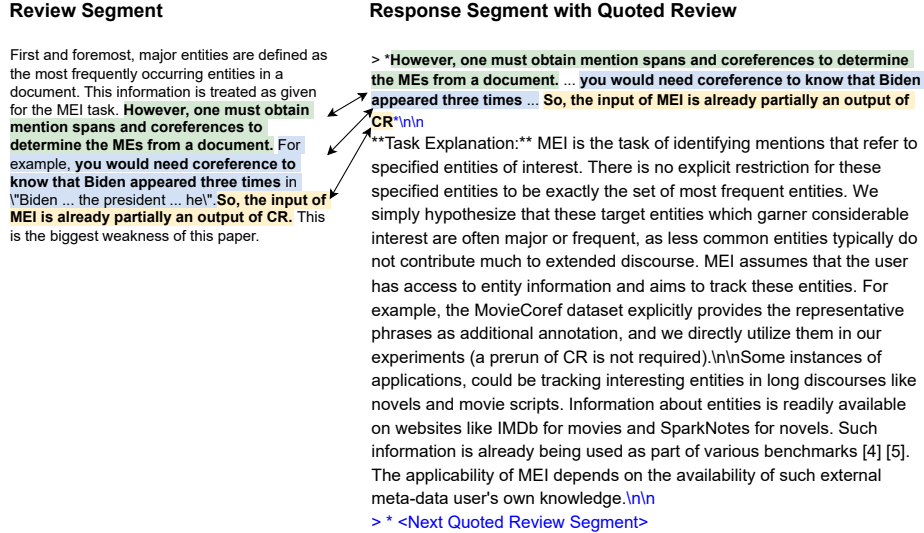 Review Segment
First and foremost, major entities are defined as
the most frequently occurring entities in a
document. This information is treated as given
for the MEI task. However, one must obtain
mention spans and coreferences to
determine the MEs from a document. For
example, you would need coreference to
know that Biden appeared three times in
\"Biden ... the president ... he\".So, the input of
MEI is already partially an output of CR. This
is the biggest weakness of this paper.
Response Segment with Quoted Review
> *However, one must obtain mention spans and coreferences to determine
the MEs from a document. ... you would need coreference to know that Biden
appeared three times ... So, the input of MEI is already partially an output of
CR*\n\n
**Task Explanation:** MEI is the task of identifying mentions that refer to
specified entities of interest. There is no explicit restriction for these
specified entities to be exactly the set of most frequent entities. We
simply hypothesize that these target entities which garner considerable
interest are often major or frequent, as less common entities typically do
not contribute much to extended discourse. MEI assumes that the user
has access to entity information and aims to track these entities. For
example, the MovieCoref dataset explicitly provides the representative
phrases as additional annotation, and we directly utilize them in our
experiments (a prerun of CR is not required).\n\nSome instances of
applications, could be tracking interesting entities in long discourses like
novels and movie scripts. Information about entities is readily available
on websites like IMDb for movies and SparkNotes for novels. Such
information is already being used as part of various benchmarks [4] [5].
The applicability of MEI depends on the availability of such external
meta-data user's own knowledge.\n\n
> * <Next Quoted Review Segment>